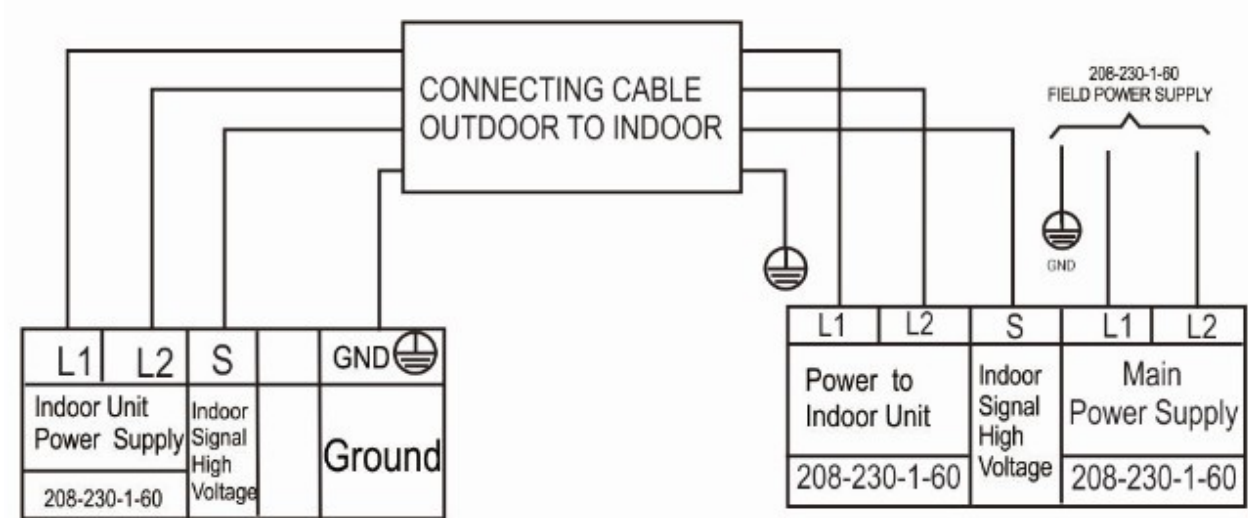 CONNECTING CABLE
OUTDOOR TO INDOOR
208-230-1-60
FIELD POWER SUPPLY
GND
L1 L2 S GND
Indoor Unit
Power Supply
208-230-1-60
Indoor
Signal
High
Voltage
Ground
L1 L2 S L1 L2
Power to
Indoor Unit
208-230-1-60
Indoor
Signal
High
Voltage
Main
Power Supply
208-230-1-60